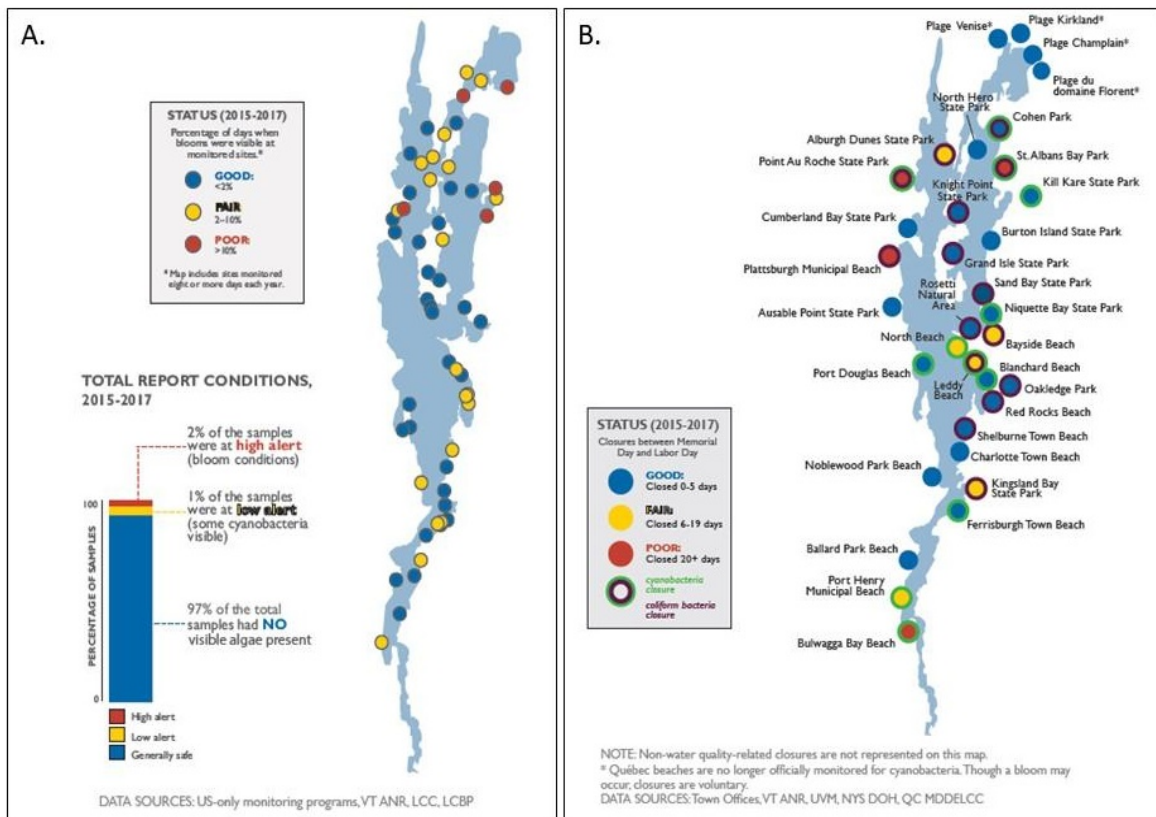 A.
STATUS (2015-2017)
Percentage of days when
blooms were visible at
monitored sites.*
GOOD:
<2%
FAIR
2–10%
POOR:
>10%
* Map includes sites monitored
eight or more days each year.
TOTAL REPORT CONDITIONS,
2015-2017
2% of the samples
were at high alert
(bloom conditions)
1% of the samples
were at low alert
(some cyanobacteria
visible)
97% of the total
samples had NO
visible algae present
PERCENTAGE OF SAMPLES
100
0
High alert
Low alert
Generally safe
DATA SOURCES: US-only monitoring programs, VT ANR, LCC, LCBP
B.
Plage Venise*
Plage Kirkland*
Plage Champlain*
Plage du
domaine Florent*
North Hero
State Park
Cohen Park
Alburgh Dunes State Park
Point Au Roche State Park
St. Albans Bay Park
Knight Point
State Park
Kill Kare State Park
Cumberland Bay State Park
Burton Island State Park
Plattsburgh Municipal Beach
Grand Isle State Park
Rosetti
Natural
Area
Sand Bay State Park
Niquette Bay State Park
Ausable Point State Park
North Beach
Bayside Beach
Port Douglas Beach
Leddy
Beach
Blanchard Beach
Oakledge Park
Red Rocks Beach
Shelburne Town Beach
Charlotte Town Beach
Noblewood Park Beach
Kingsland Bay
State Park
Ferrisburgh Town Beach
Ballard Park Beach
Port Henry
Municipal Beach
Bulwagga Bay Beach
STATUS (2015-2017)
Closures between Memorial
Day and Labor Day
GOOD:
Closed 0-5 days
FAIR:
Closed 6-19 days
POOR:
Closed 20+ days
cyanobacteria
closure
coliform bacteria
closure
NOTE: Non-water quality-related closures are not represented on this map.
* Québec beaches are no longer officially monitored for cyanobacteria. Though a bloom may
occur, closures are voluntary.
DATA SOURCES: Town Offices, VT ANR, UVM, NYS DOH, QC MDDELCC